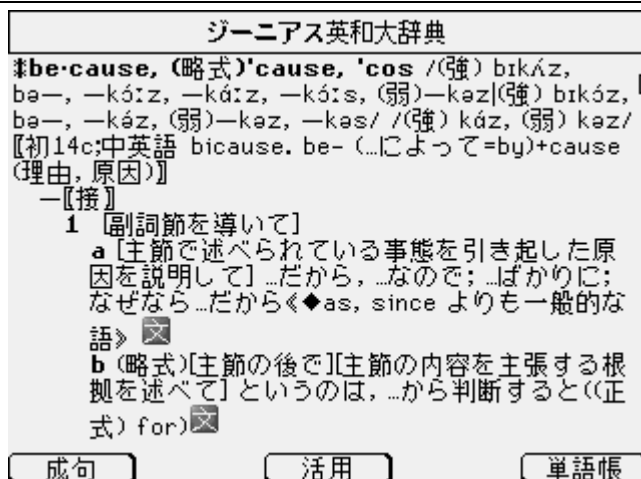 ジーニアス英和大辞典
‡be·cause, (略式)'cause, 'cos /(強) bɪkʌ́z,
bə―, ―kɔ́ːz, ―kɑ́ːz, ―kɔ́ːs, (弱)―kəz|(強) bɪkɔ́z,
bə―, ―kə́z, (弱)―kəz, ―kəs/ /(強) kɑ́z, (弱) kəz/
〖初14c;中英語 bicause. be- (…によって=by)+cause
(理由, 原因)〗
―〖接〗
1 [副詞節を導いて]
a [主節で述べられている事態を引き起した原
因を説明して] …だから, …なので; …ばかりに;
なぜなら…だから《◆as, since よりも一般的な
語》 文
b (略式)[主節の後で][主節の内容を主張する根
拠を述べて] というのは, …から判断すると((正
式) for) 文
成句 活用 単語帳